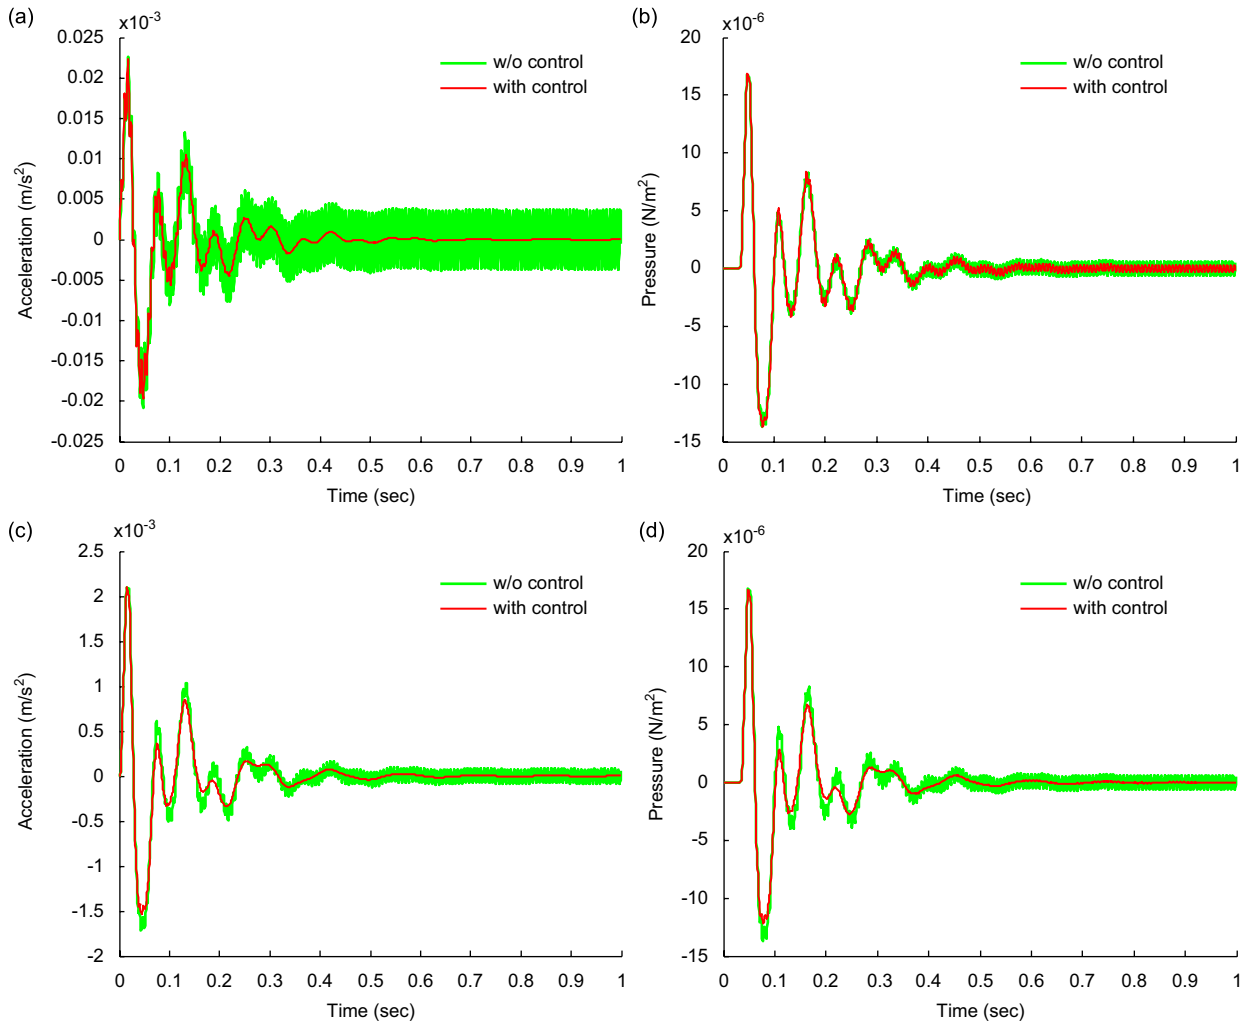 (a)
x10-3
0.025
0.02
0.015
0.01
0.005
0
-0.005
-0.01
-0.015
-0.02
-0.025
Acceleration (m/s2)
w/o control
with control
0 0.1 0.2 0.3 0.4 0.5 0.6 0.7 0.8 0.9 1
Time (sec)
(b)
x10-6
20
15
10
5
0
-5
-10
-15
Pressure (N/m2)
w/o control
with control
0 0.1 0.2 0.3 0.4 0.5 0.6 0.7 0.8 0.9 1
Time (sec)
(c)
x10-3
2.5
2
1.5
1
0.5
0
-0.5
-1
-1.5
-2
Acceleration (m/s2)
w/o control
with control
0 0.1 0.2 0.3 0.4 0.5 0.6 0.7 0.8 0.9 1
Time (sec)
(d)
x10-6
20
15
10
5
0
-5
-10
-15
Pressure (N/m2)
w/o control
with control
0 0.1 0.2 0.3 0.4 0.5 0.6 0.7 0.8 0.9 1
Time (sec)